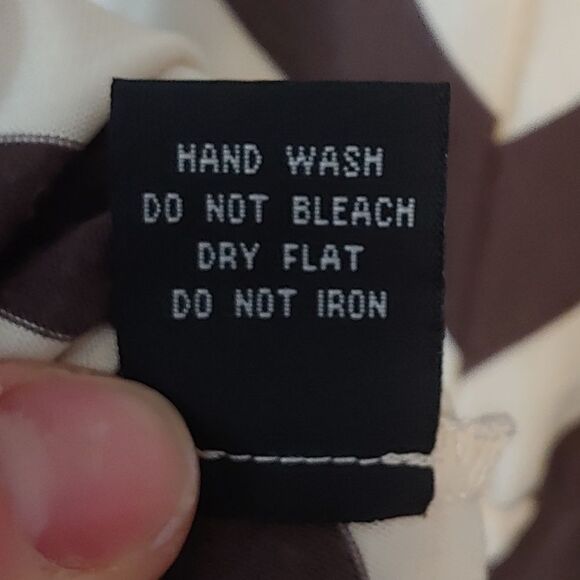 HAND WASH
DO NOT BLEACH
DRY FLAT
DO NOT IRON